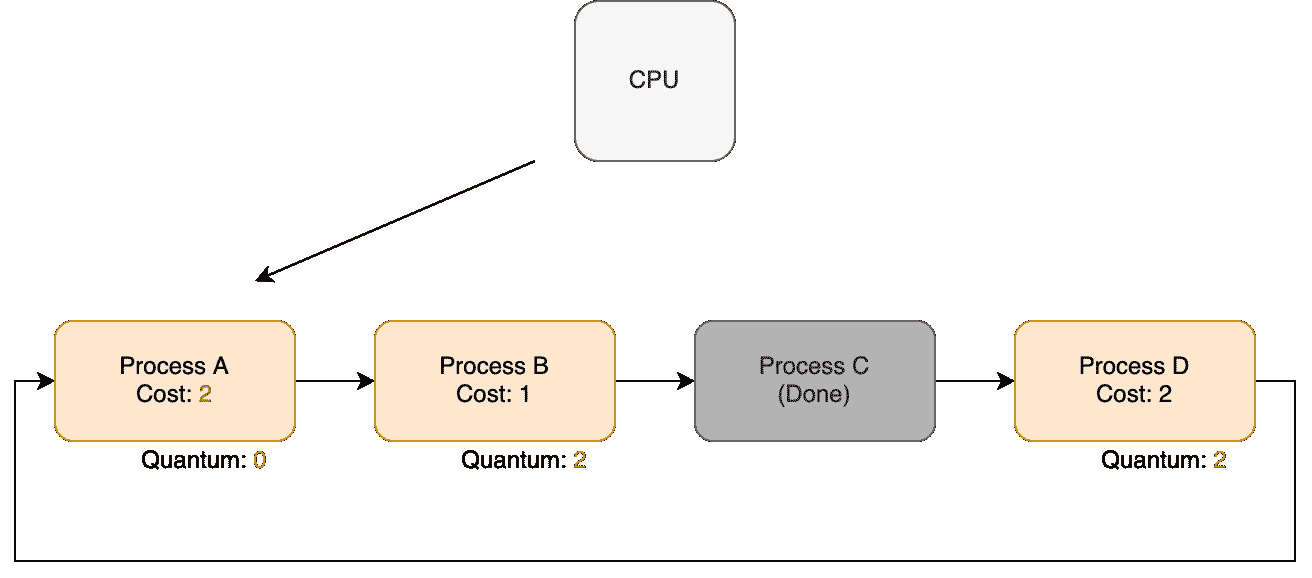 CPU
Process A
Cost: 2
Quantum: 0
Process B
Cost: 1
Quantum: 2
Process C
(Done)
Process D
Cost: 2
Quantum: 2